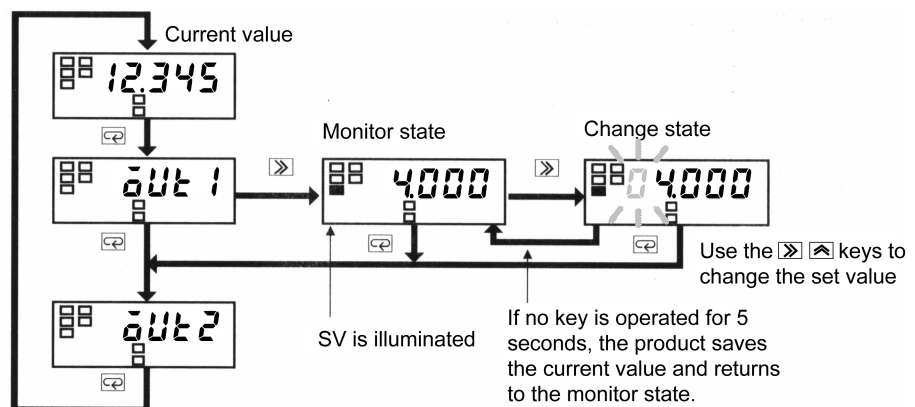 Current value
12.345
Monitor state
Change state
out 1
4.000
0 4.000
Use the keys to
change the set value
out2
SV is illuminated
If no key is operated for 5
seconds, the product saves
the current value and returns
to the monitor state.